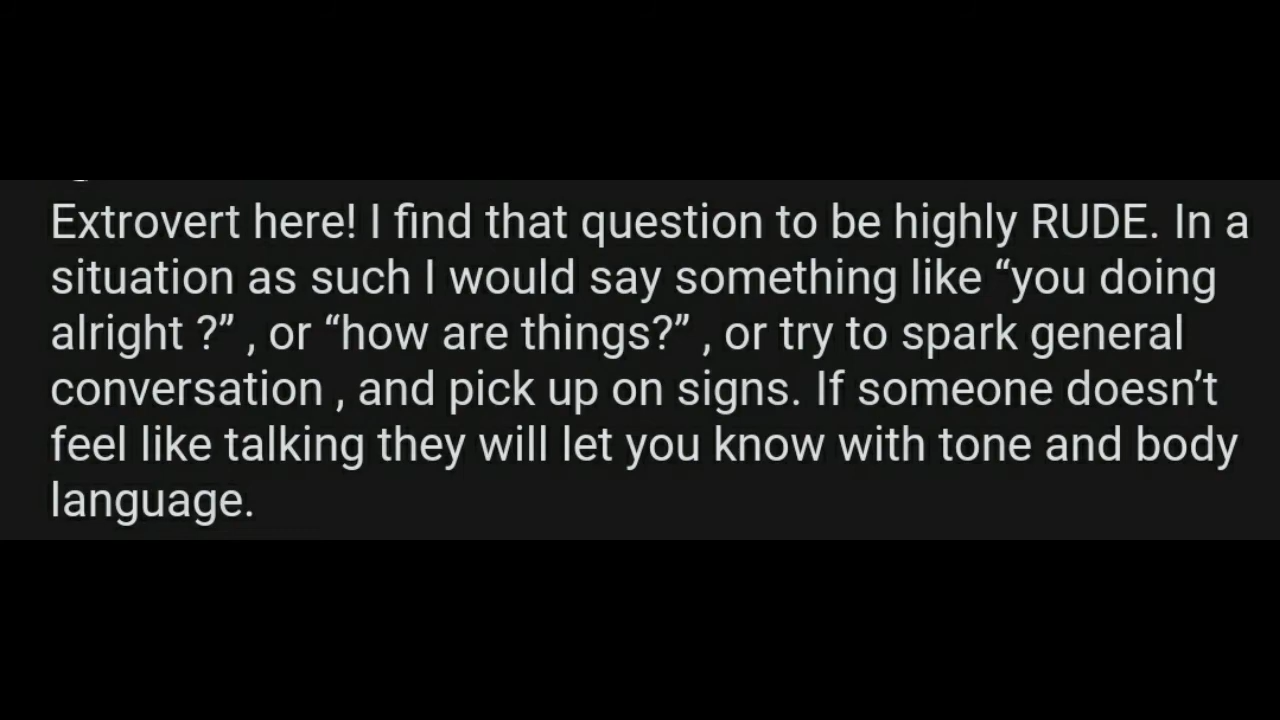 Extrovert here! I find that question to be highly RUDE. In a
situation as such I would say something like “you doing
alright ?” , or “how are things?” , or try to spark general
conversation , and pick up on signs. If someone doesn’t
feel like talking they will let you know with tone and body
language.